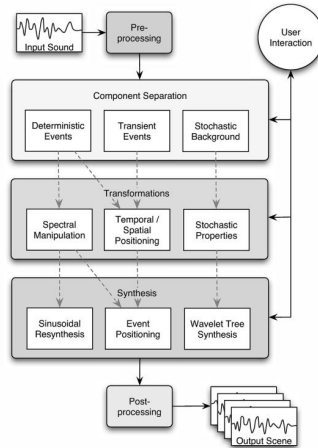 Input Sound
Pre-
processing
User
Interaction
Component Separation
Deterministic
Events
Transient
Events
Stochastic
Background
Transformations
Spectral
Manipulation
Temporal /
Spatial
Positioning
Stochastic
Properties
Synthesis
Sinusoidal
Resynthesis
Event
Positioning
Wavelet Tree
Synthesis
Post-
processing
Output Scene